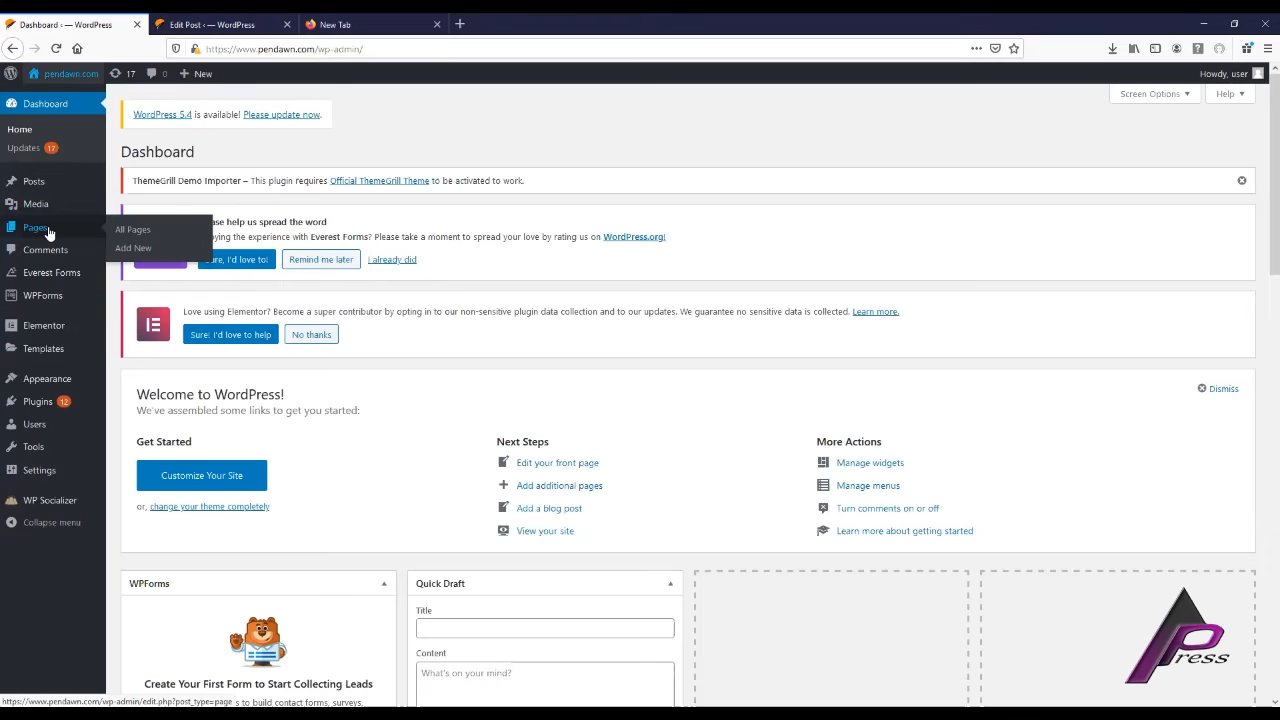 Dashboard ‹ — WordPress
Edit Post ‹ — WordPress
New Tab
https://www.pendawn.com/wp-admin/
pendawn.com
17
0
New
Howdy, user
Dashboard
Home
Updates 17
Posts
Media
Pages
Comments
Everest Forms
WPForms
Elementor
Templates
Appearance
Plugins 12
Users
Tools
Settings
WP Socializer
Collapse menu
All Pages
Add New
Screen Options
Help
WordPress 5.4 is available! Please update now.
Dashboard
ThemeGrill Demo Importer – This plugin requires Official ThemeGrill Theme to be activated to work.
ase help us spread the word
oying the experience with Everest Forms? Please take a moment to spread your love by rating us on WordPress.org!
Sure, I'd love to!
Remind me later
I already did
Love using Elementor? Become a super contributor by opting in to our non-sensitive plugin data collection and to our updates. We guarantee no sensitive data is collected. Learn more.
Sure! I'd love to help
No thanks
Welcome to WordPress!
We've assembled some links to get you started:
Dismiss
Get Started
Customize Your Site
or, change your theme completely
Next Steps
Edit your front page
Add additional pages
Add a blog post
View your site
More Actions
Manage widgets
Manage menus
Turn comments on or off
Learn more about getting started
WPForms
Create Your First Form to Start Collecting Leads
s to build contact forms, surveys,
Quick Draft
Title
Content
What's on your mind?
Press
https://www.pendawn.com/wp-admin/edit.php?post_type=page